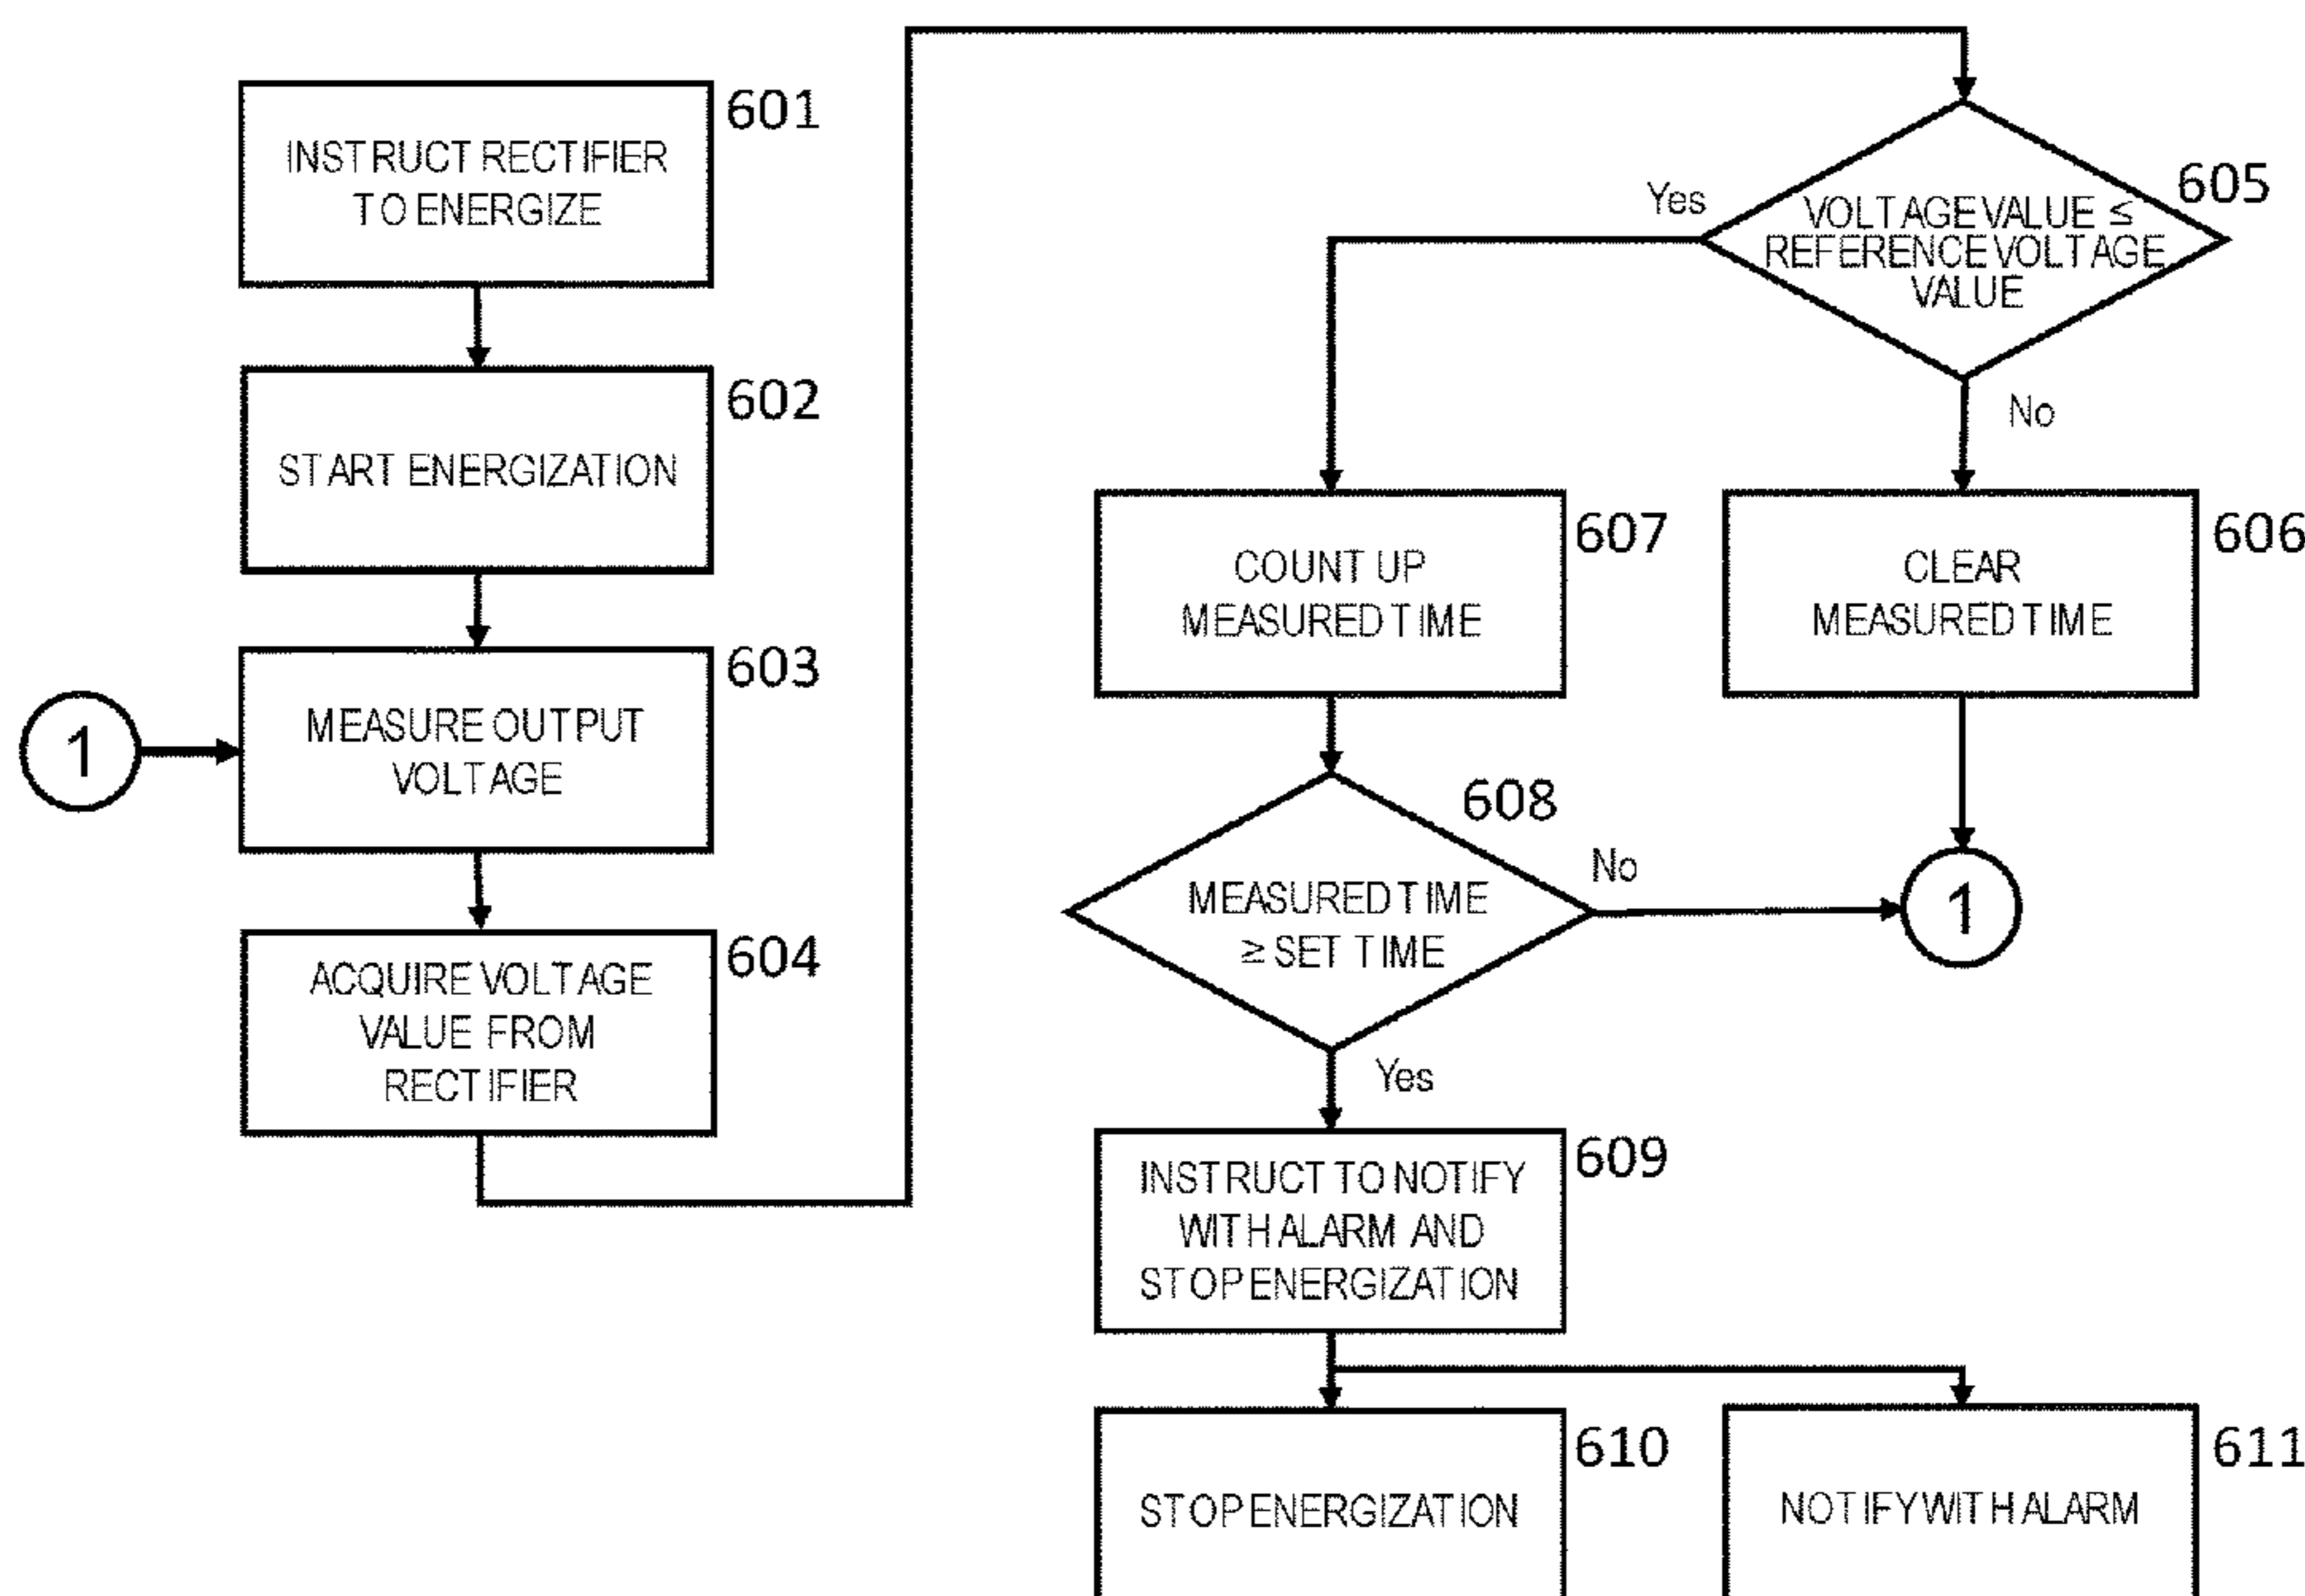 601
INSTRUCT RECTIFIER
TO ENERGIZE
602
START ENERGIZATION
603
1
MEASURE OUTPUT
VOLTAGE
604
ACQUIRE VOLTAGE
VALUE FROM
RECTIFIER
605
Yes
VOLTAGE VALUE ≤
REFERENCE VOLTAGE
VALUE
No
607
COUNT UP
MEASURED TIME
606
CLEAR
MEASURED TIME
608
MEASURED TIME
≥ SET TIME
No
1
Yes
609
INSTRUCT TO NOTIFY
WITH ALARM AND
STOP ENERGIZATION
610
STOP ENERGIZATION
611
NOTIFY WITH ALARM